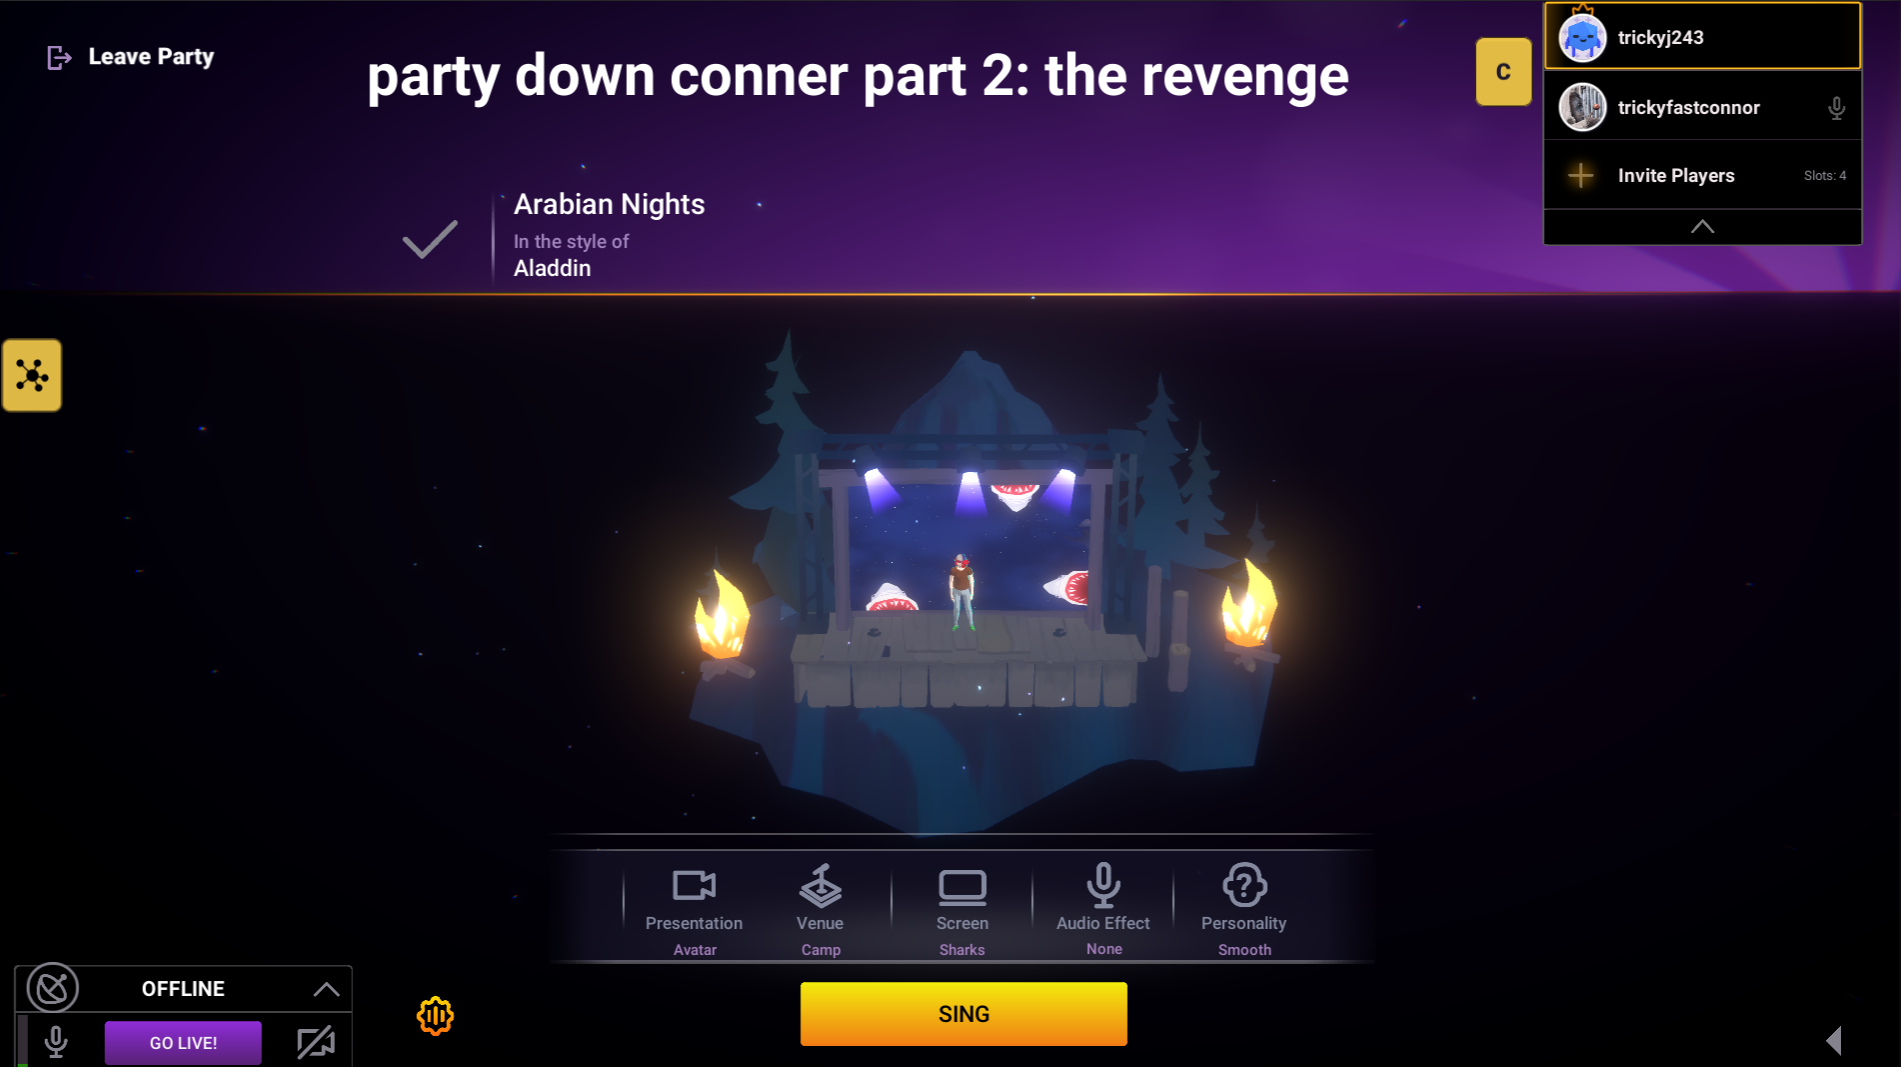 Leave Party
party down conner part 2: the revenge
C
trickyj243
trickyfastconnor
Invite Players
Slots: 4
Arabian Nights
In the style of
Aladdin
Presentation
Avatar
Venue
Camp
Screen
Sharks
Audio Effect
None
Personality
Smooth
OFFLINE
GO LIVE!
SING